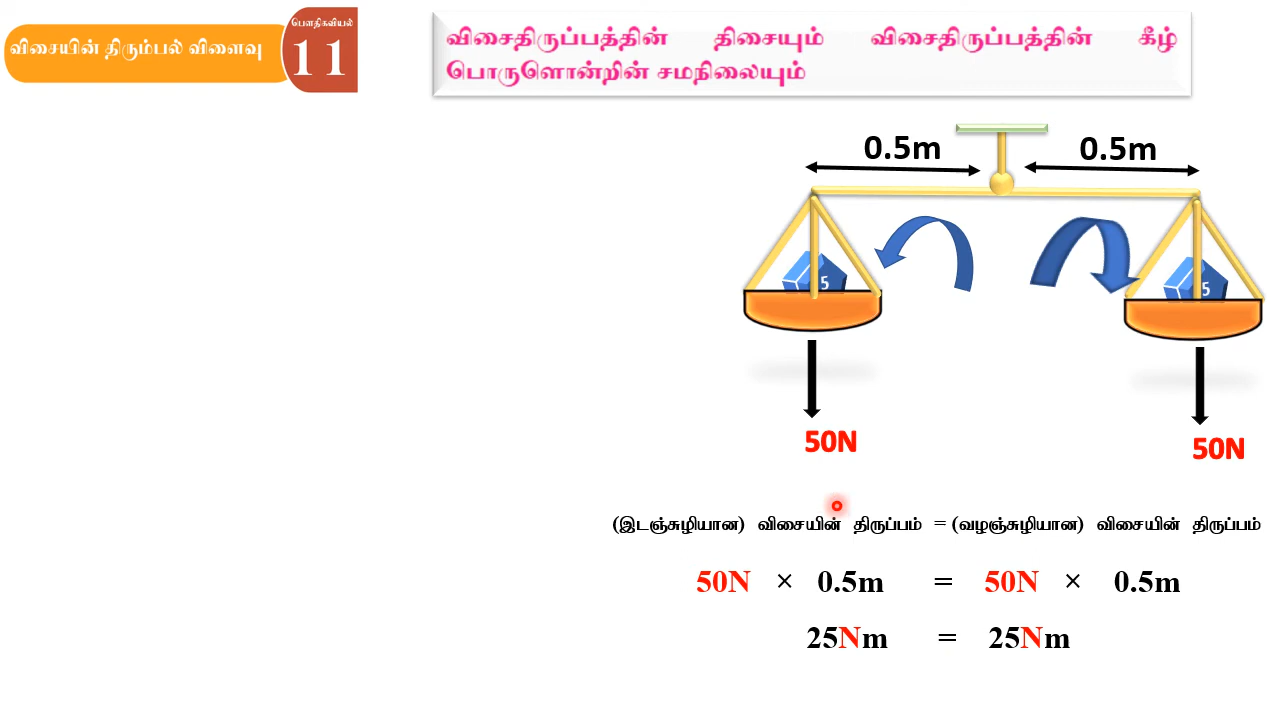 விசையின் திரும்பல் விளைவு
பௌதிகவியல்
11
விசைதிருப்பத்தின் திசையும் விசைதிருப்பத்தின் கீழ்
பொருளொன்றின் சமநிலையும்
0.5m 0.5m
5 5
50N 50N
(இடஞ்சுழியான) விசையின் திருப்பம் = (வழஞ்சுழியான) விசையின் திருப்பம்
50N × 0.5m = 50N × 0.5m
25Nm = 25Nm